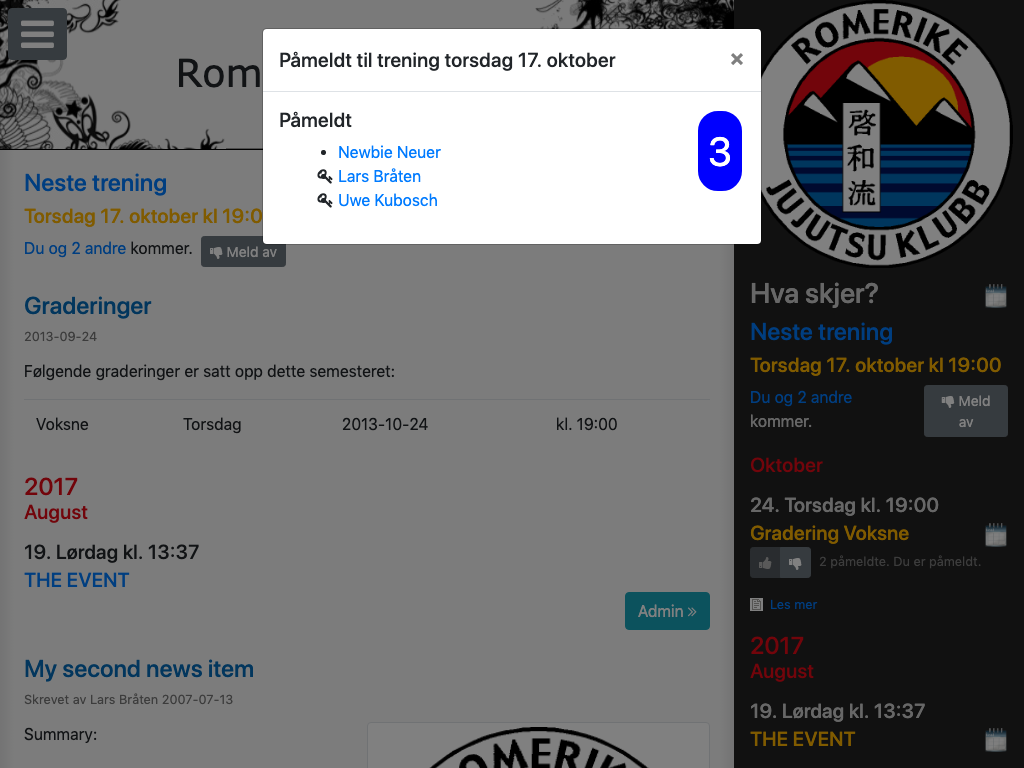 Rom
Påmeldt til trening torsdag 17. oktober
×
Påmeldt
Newbie Neuer
Lars Bråten
Uwe Kubosch
3
Neste trening
Torsdag 17. oktober kl 19:0
Du og 2 andre kommer. Meld av
Graderinger
2013-09-24
Følgende graderinger er satt opp dette semesteret:
Voksne Torsdag 2013-10-24 kl. 19:00
2017
August
19. Lørdag kl. 13:37
THE EVENT
Admin »
My second news item
Skrevet av Lars Bråten 2007-07-13
Summary:
ROMERIKE
ROMERIKE
啓和流
JUJUTSU KLUBB
Hva skjer?
Neste trening
Torsdag 17. oktober kl 19:00
Du og 2 andre
kommer.
Meld
av
Oktober
24. Torsdag kl. 19:00
Gradering Voksne
2 påmeldte. Du er påmeldt.
Les mer
2017
August
19. Lørdag kl. 13:37
THE EVENT